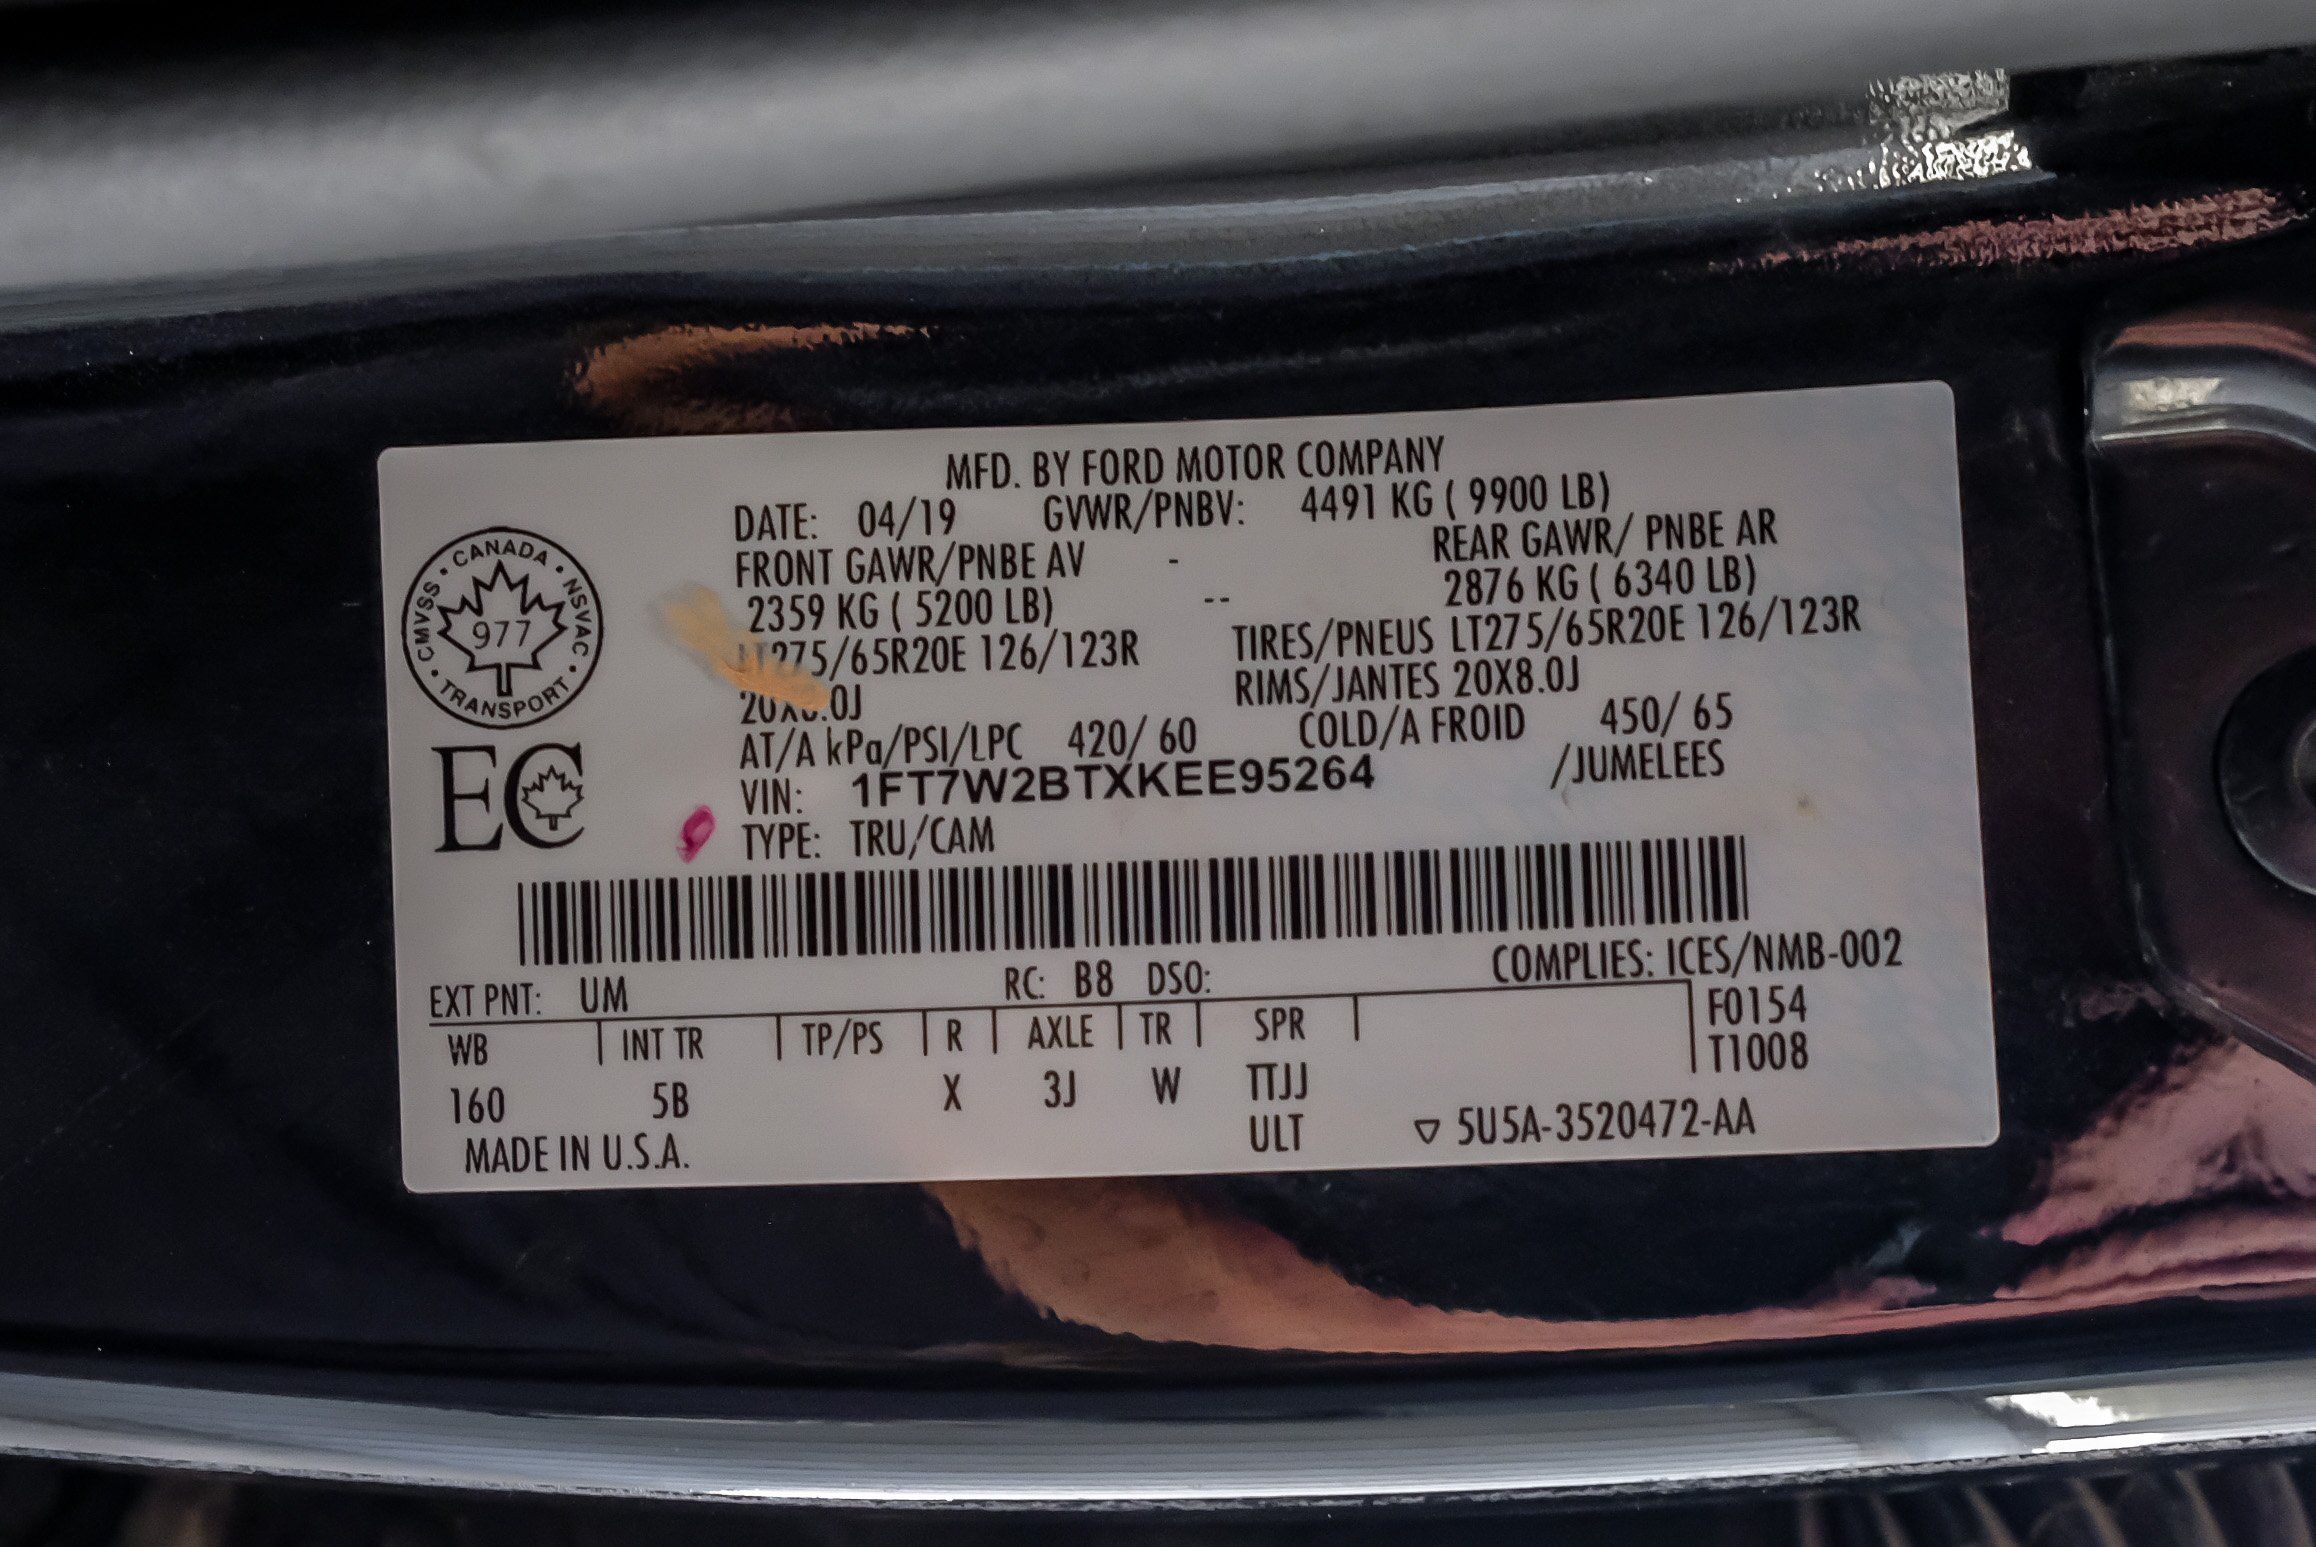 MFD. BY FORD MOTOR COMPANY
DATE: 04/19 GVWR/PNBV: 4491 KG ( 9900 LB)
FRONT GAWR/PNBE AV - REAR GAWR/ PNBE AR
2359 KG ( 5200 LB) -- 2876 KG ( 6340 LB)
LT275/65R20E 126/123R TIRES/PNEUS LT275/65R20E 126/123R
20X8.0J RIMS/JANTES 20X8.0J
AT/A kPa/PSI/LPC 420/ 60 COLD/A FROID 450/ 65
VIN: 1FT7W2BTXKEE95264 /JUMELEES
TYPE: TRU/CAM
CMVSS • CANADA • NSVAC • TRANSPORT •
977
EC
COMPLIES: ICES/NMB-002
EXT PNT: UM RC: B8 DSO:
WB INT TR TP/PS R AXLE TR SPR F0154
T1008
160 5B X 3J W TTJJ
ULT
MADE IN U.S.A. 5U5A-3520472-AA